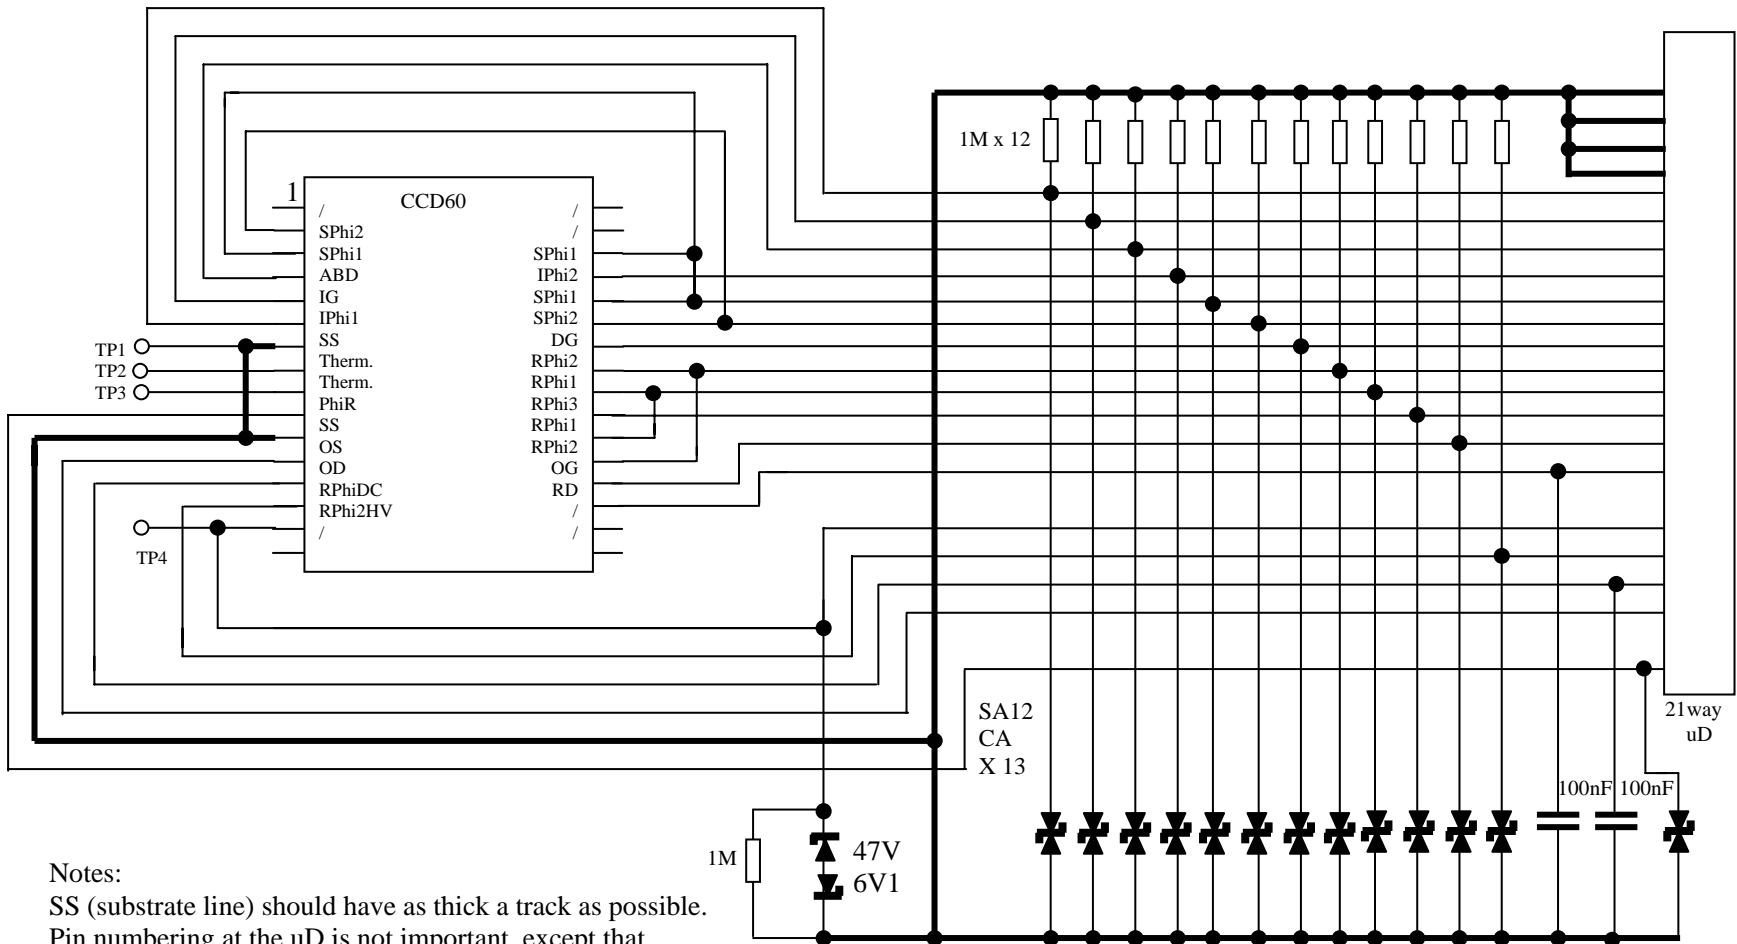 1M x 12
1
CCD60
/
SPhi2
SPhi1
ABD
IG
IPhi1
SS
Therm.
Therm.
PhiR
SS
OS
OD
RPhiDC
RPhi2HV
/
/
/
SPhi1
IPhi2
SPhi1
SPhi2
DG
RPhi2
RPhi1
RPhi3
RPhi1
RPhi2
OG
RD
/
/
TP1
TP2
TP3
TP4
21way
uD
SA12
CA
X 13
100nF 100nF
1M
47V
6V1
Notes:
SS (substrate line) should have as thick a track as possible.
Pin numbering at the uD is not important, except that